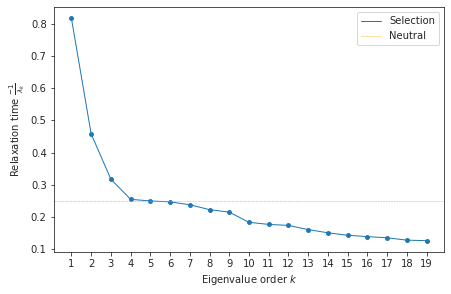 0.8
0.7
0.6
0.5
0.4
0.3
0.2
0.1
Relaxation time $\frac{-1}{\lambda_k}$
Selection
Neutral
1 2 3 4 5 6 7 8 9 10 11 12 13 14 15 16 17 18 19
Eigenvalue order k